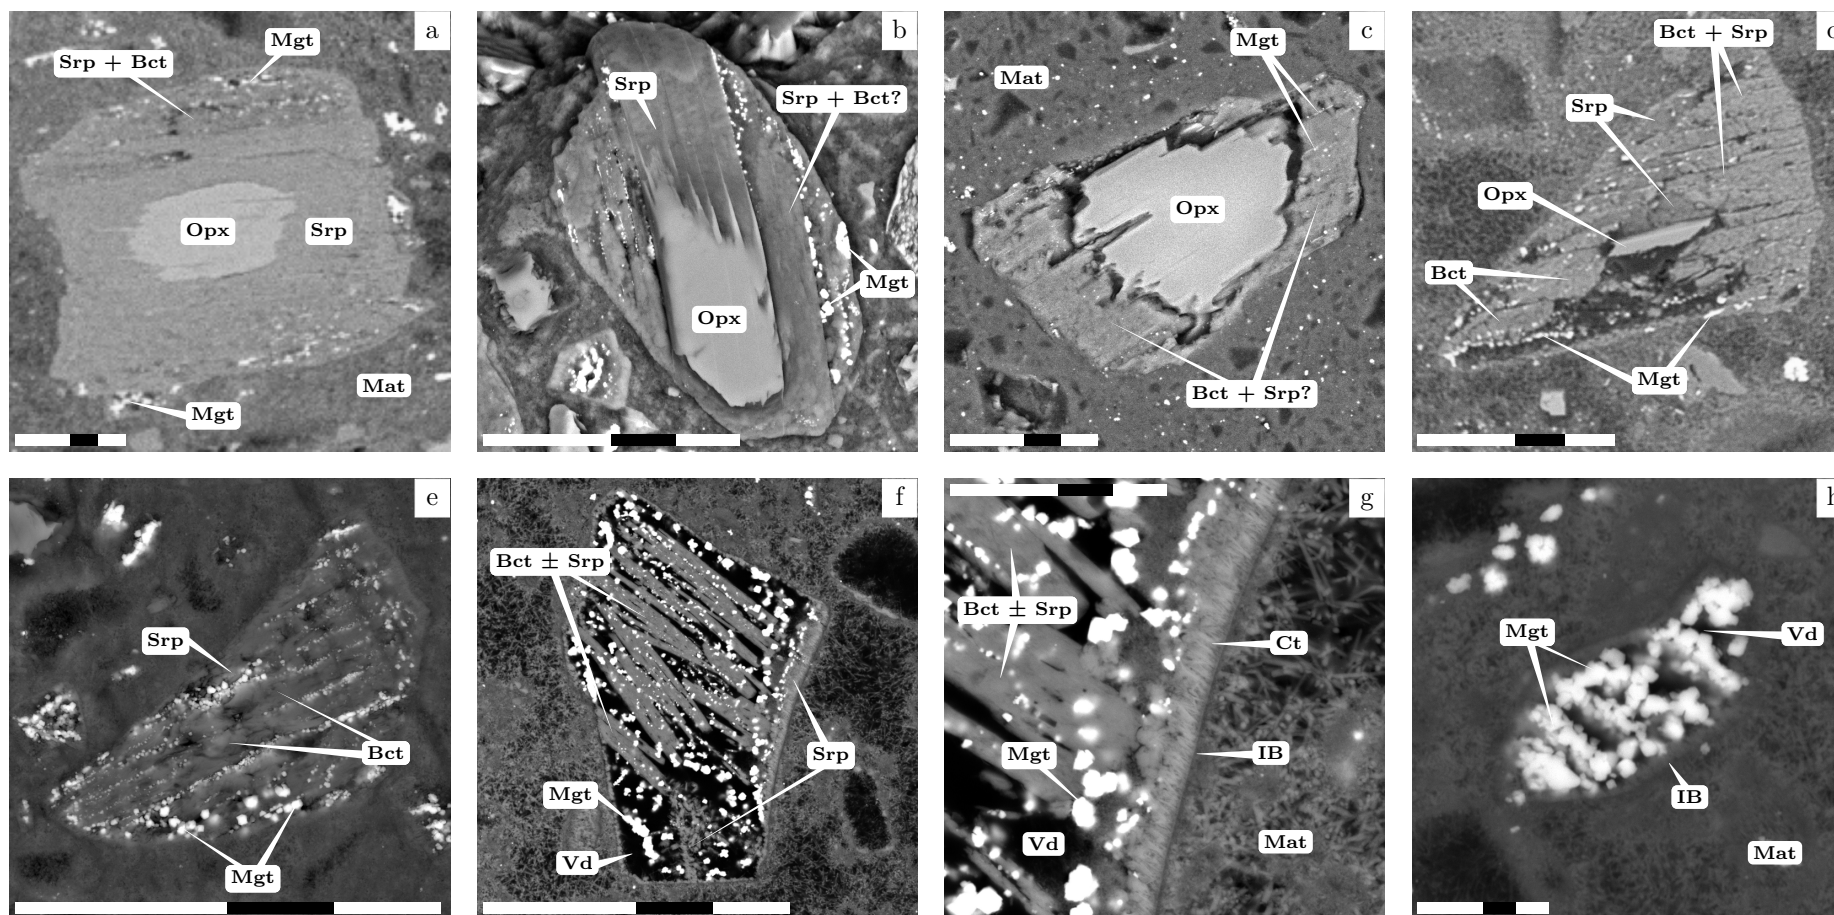 a
Mgt
Srp + Bct
Opx
Srp
Mat
Mgt
b
Srp
Srp + Bct?
Mgt
Opx
c
Mgt
Mat
Opx
Bct + Srp?
Bct + Srp
Srp
Opx
Bct
Mgt
e
Srp
Bct
Mgt
f
Bct ± Srp
Srp
Mgt
Vd
g
Bct ± Srp
Ct
Mgt
IB
Vd
Mat
h
Mgt
Vd
IB
Mat